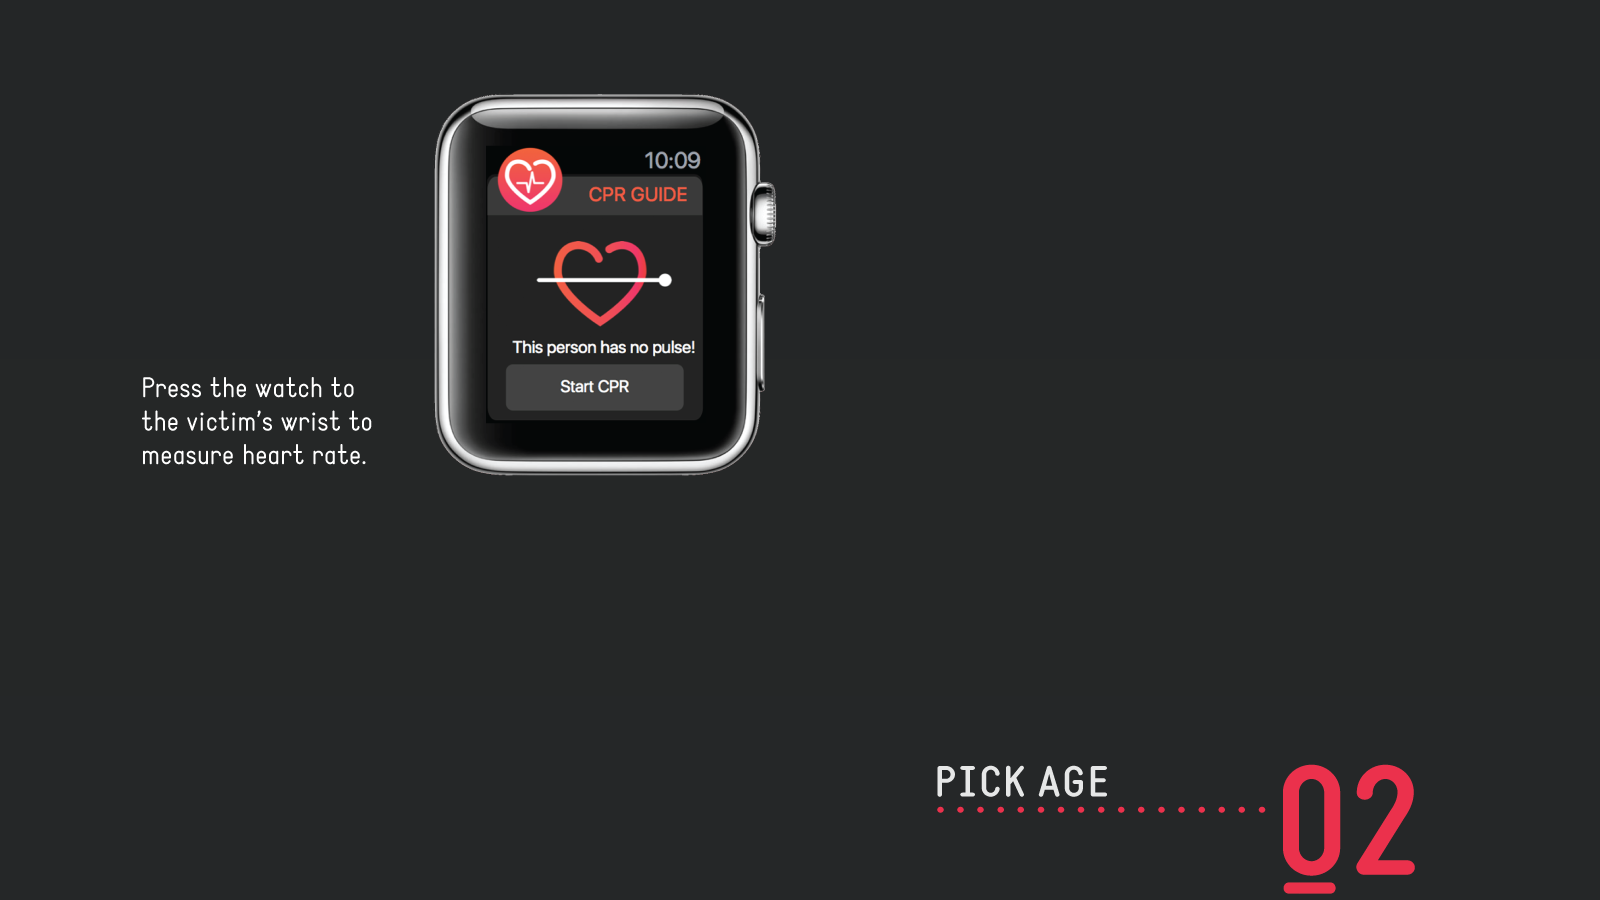 10:09
CPR GUIDE
This person has no pulse!
Start CPR
Press the watch to
the victim's wrist to
measure heart rate.
PICK AGE
02